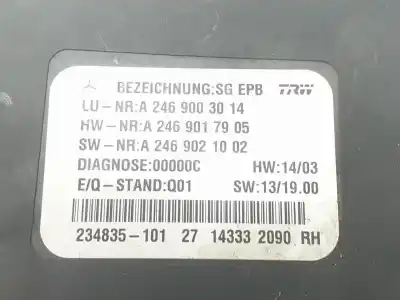 BEZEICHNUNG:SG EPB TRW
LU-NR:A 246 900 30 14
HW-NR:A 246 901 79 05
SW-NR:A 246 902 10 02
DIAGNOSE:00000C HW:14/03
E/Q-STAND:Q01 SW:13/19.00
234835-101 27 14333 2090 RH